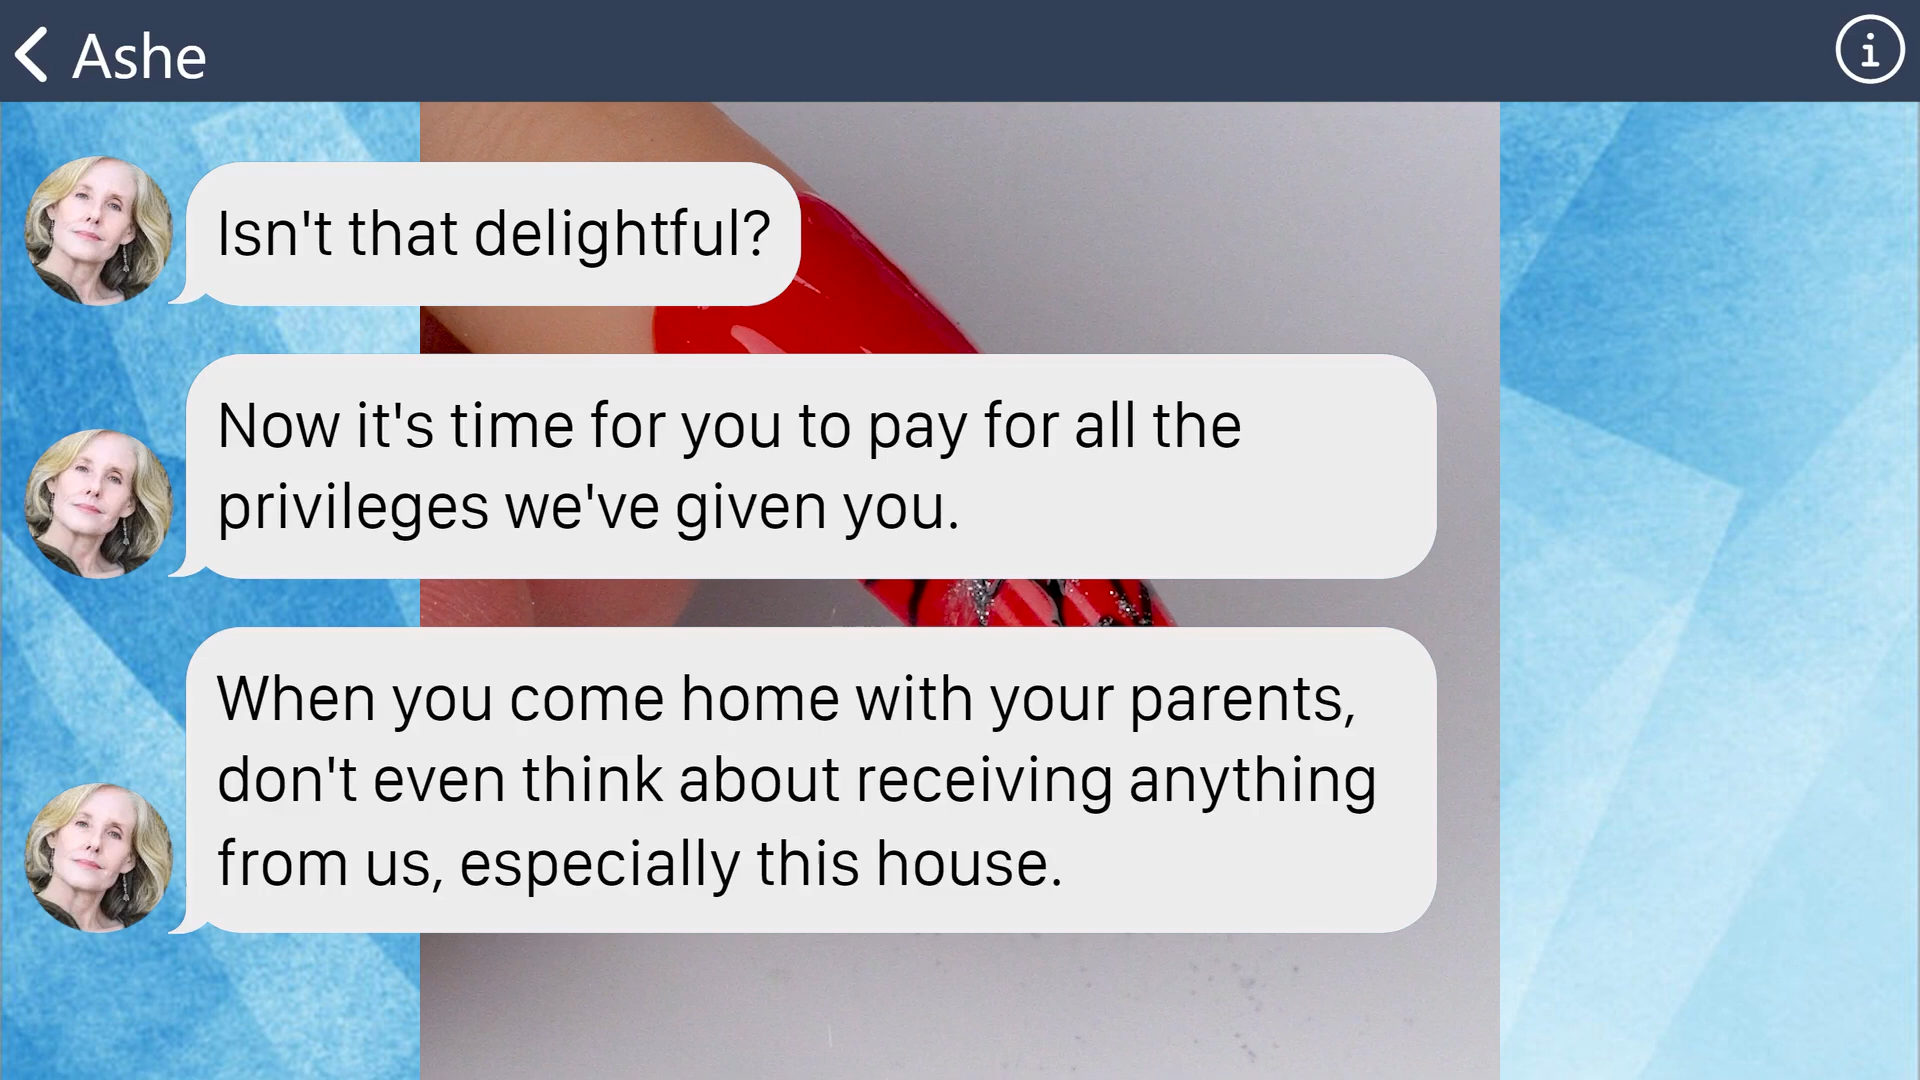 Ashe
Isn't that delightful?
Now it's time for you to pay for all the
privileges we've given you.
When you come home with your parents,
don't even think about receiving anything
from us, especially this house.